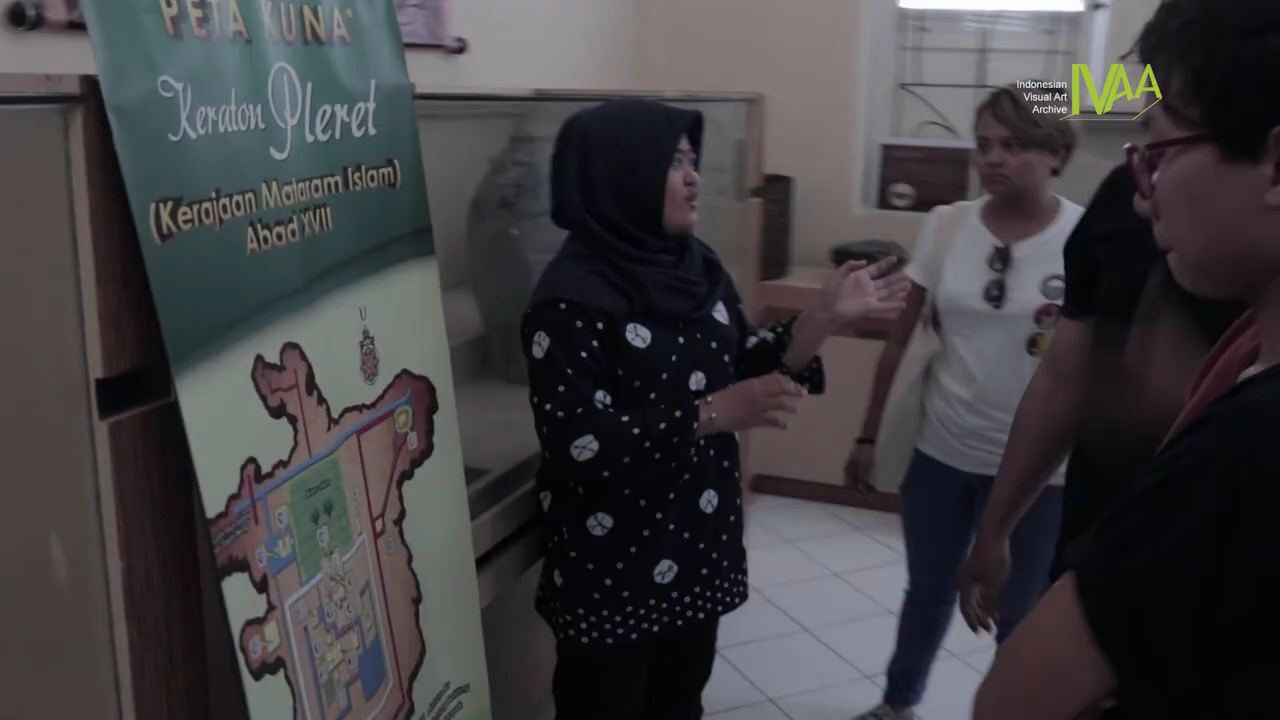 PETA KUNA
Keraton Pleret
(Kerajaan Mataram Islam)
Abad XVII
U
Indonesian
Visual Art
Archive
IVAA